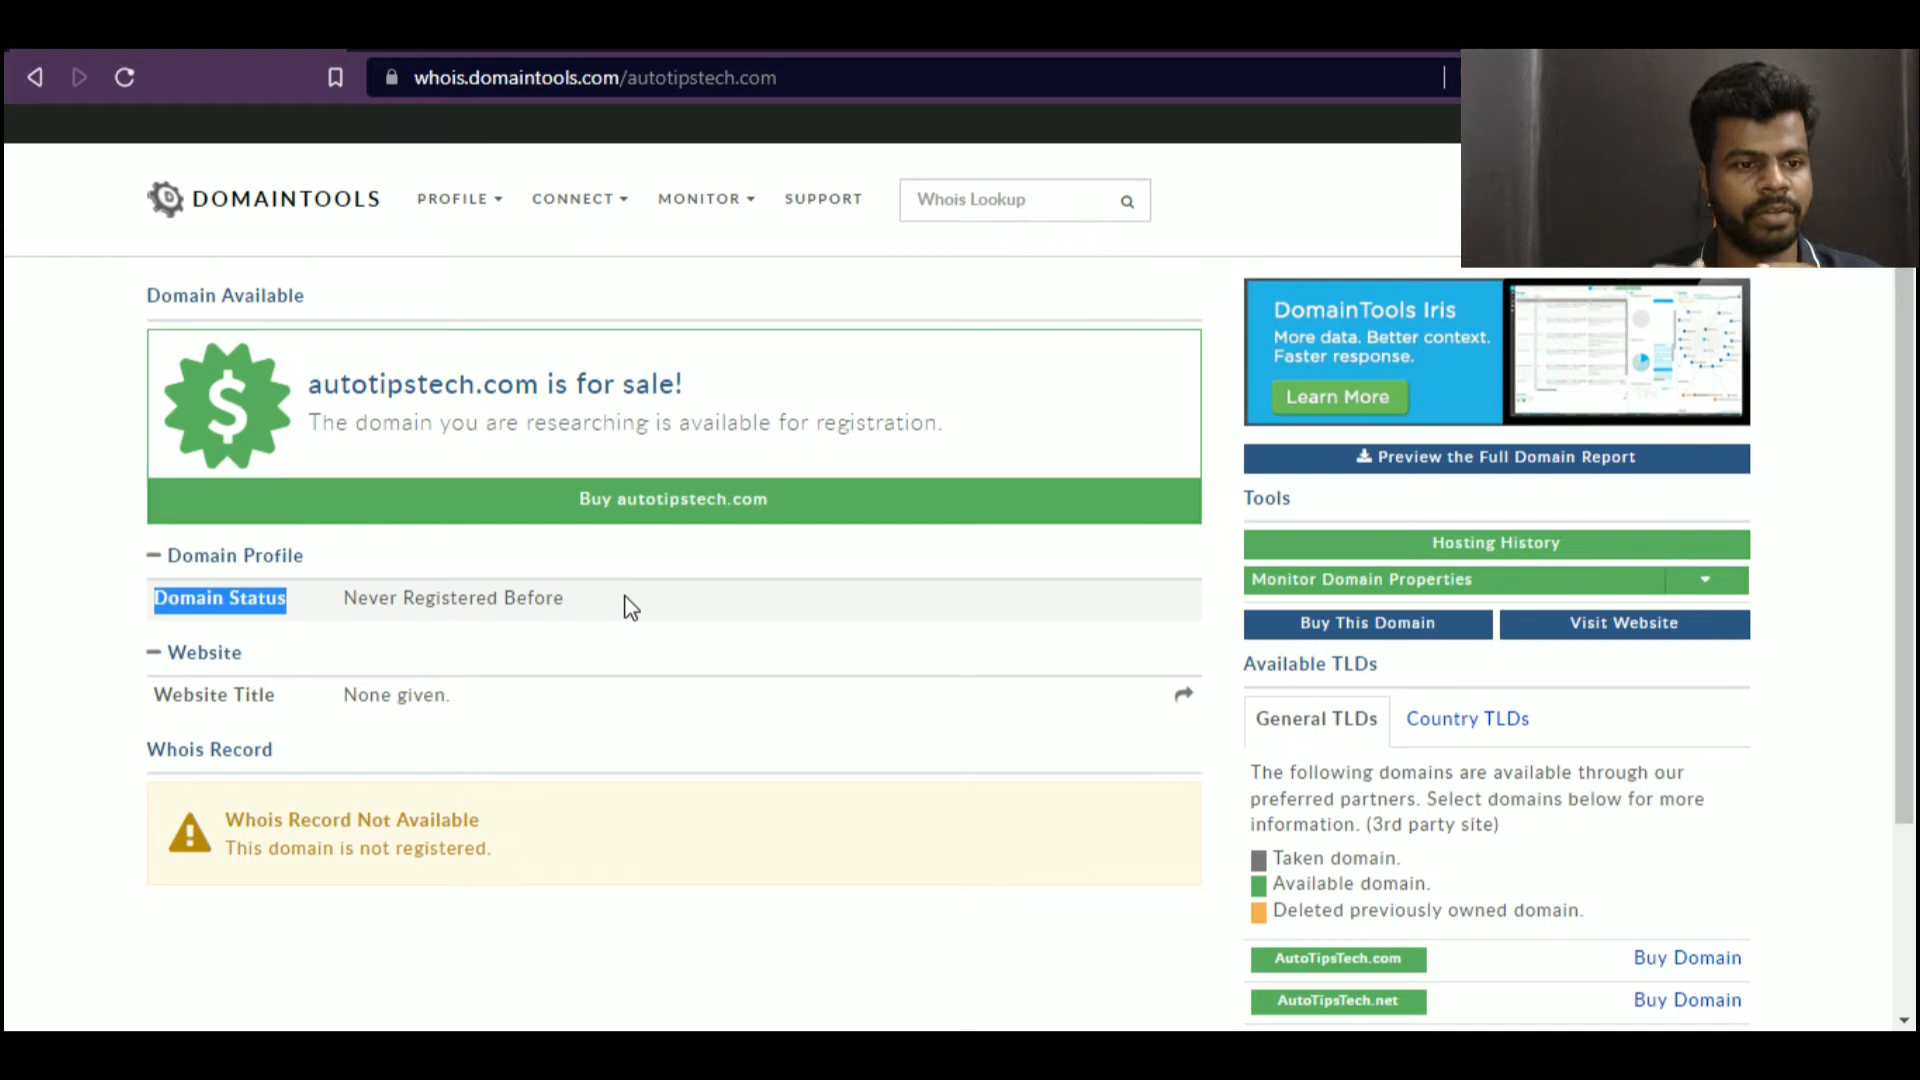 whois.domaintools.com/autotipstech.com
DOMAINTOOLS
PROFILE
CONNECT
MONITOR
SUPPORT
Whois Lookup
Domain Available
autotipstech.com is for sale!
The domain you are researching is available for registration.
Buy autotipstech.com
Domain Profile
Domain Status Never Registered Before
Website
Website Title None given.
Whois Record
Whois Record Not Available
This domain is not registered.
DomainTools Iris
More data. Better context.
Faster response.
Learn More
Preview the Full Domain Report
Tools
Hosting History
Monitor Domain Properties
Buy This Domain
Visit Website
Available TLDs
General TLDs
Country TLDs
The following domains are available through our
preferred partners. Select domains below for more
information. (3rd party site)
Taken domain.
Available domain.
Deleted previously owned domain.
AutoTipsTech.com Buy Domain
AutoTipsTech.net Buy Domain